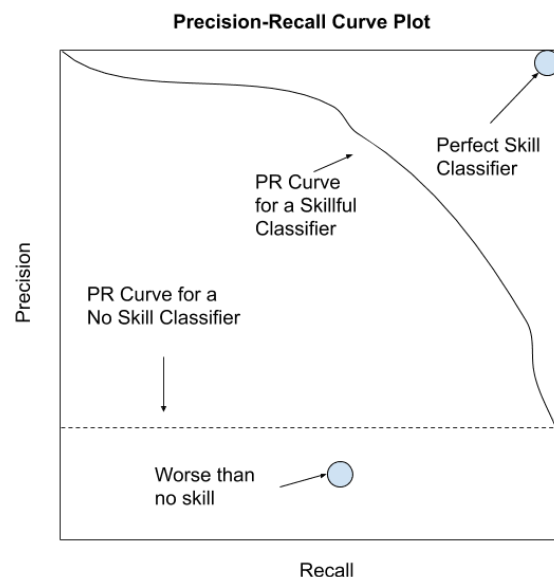 Precision-Recall Curve Plot
Perfect Skill
Classifier
PR Curve
for a Skillful
Classifier
PR Curve for a
No Skill Classifier
Precision
Worse than
no skill
Recall